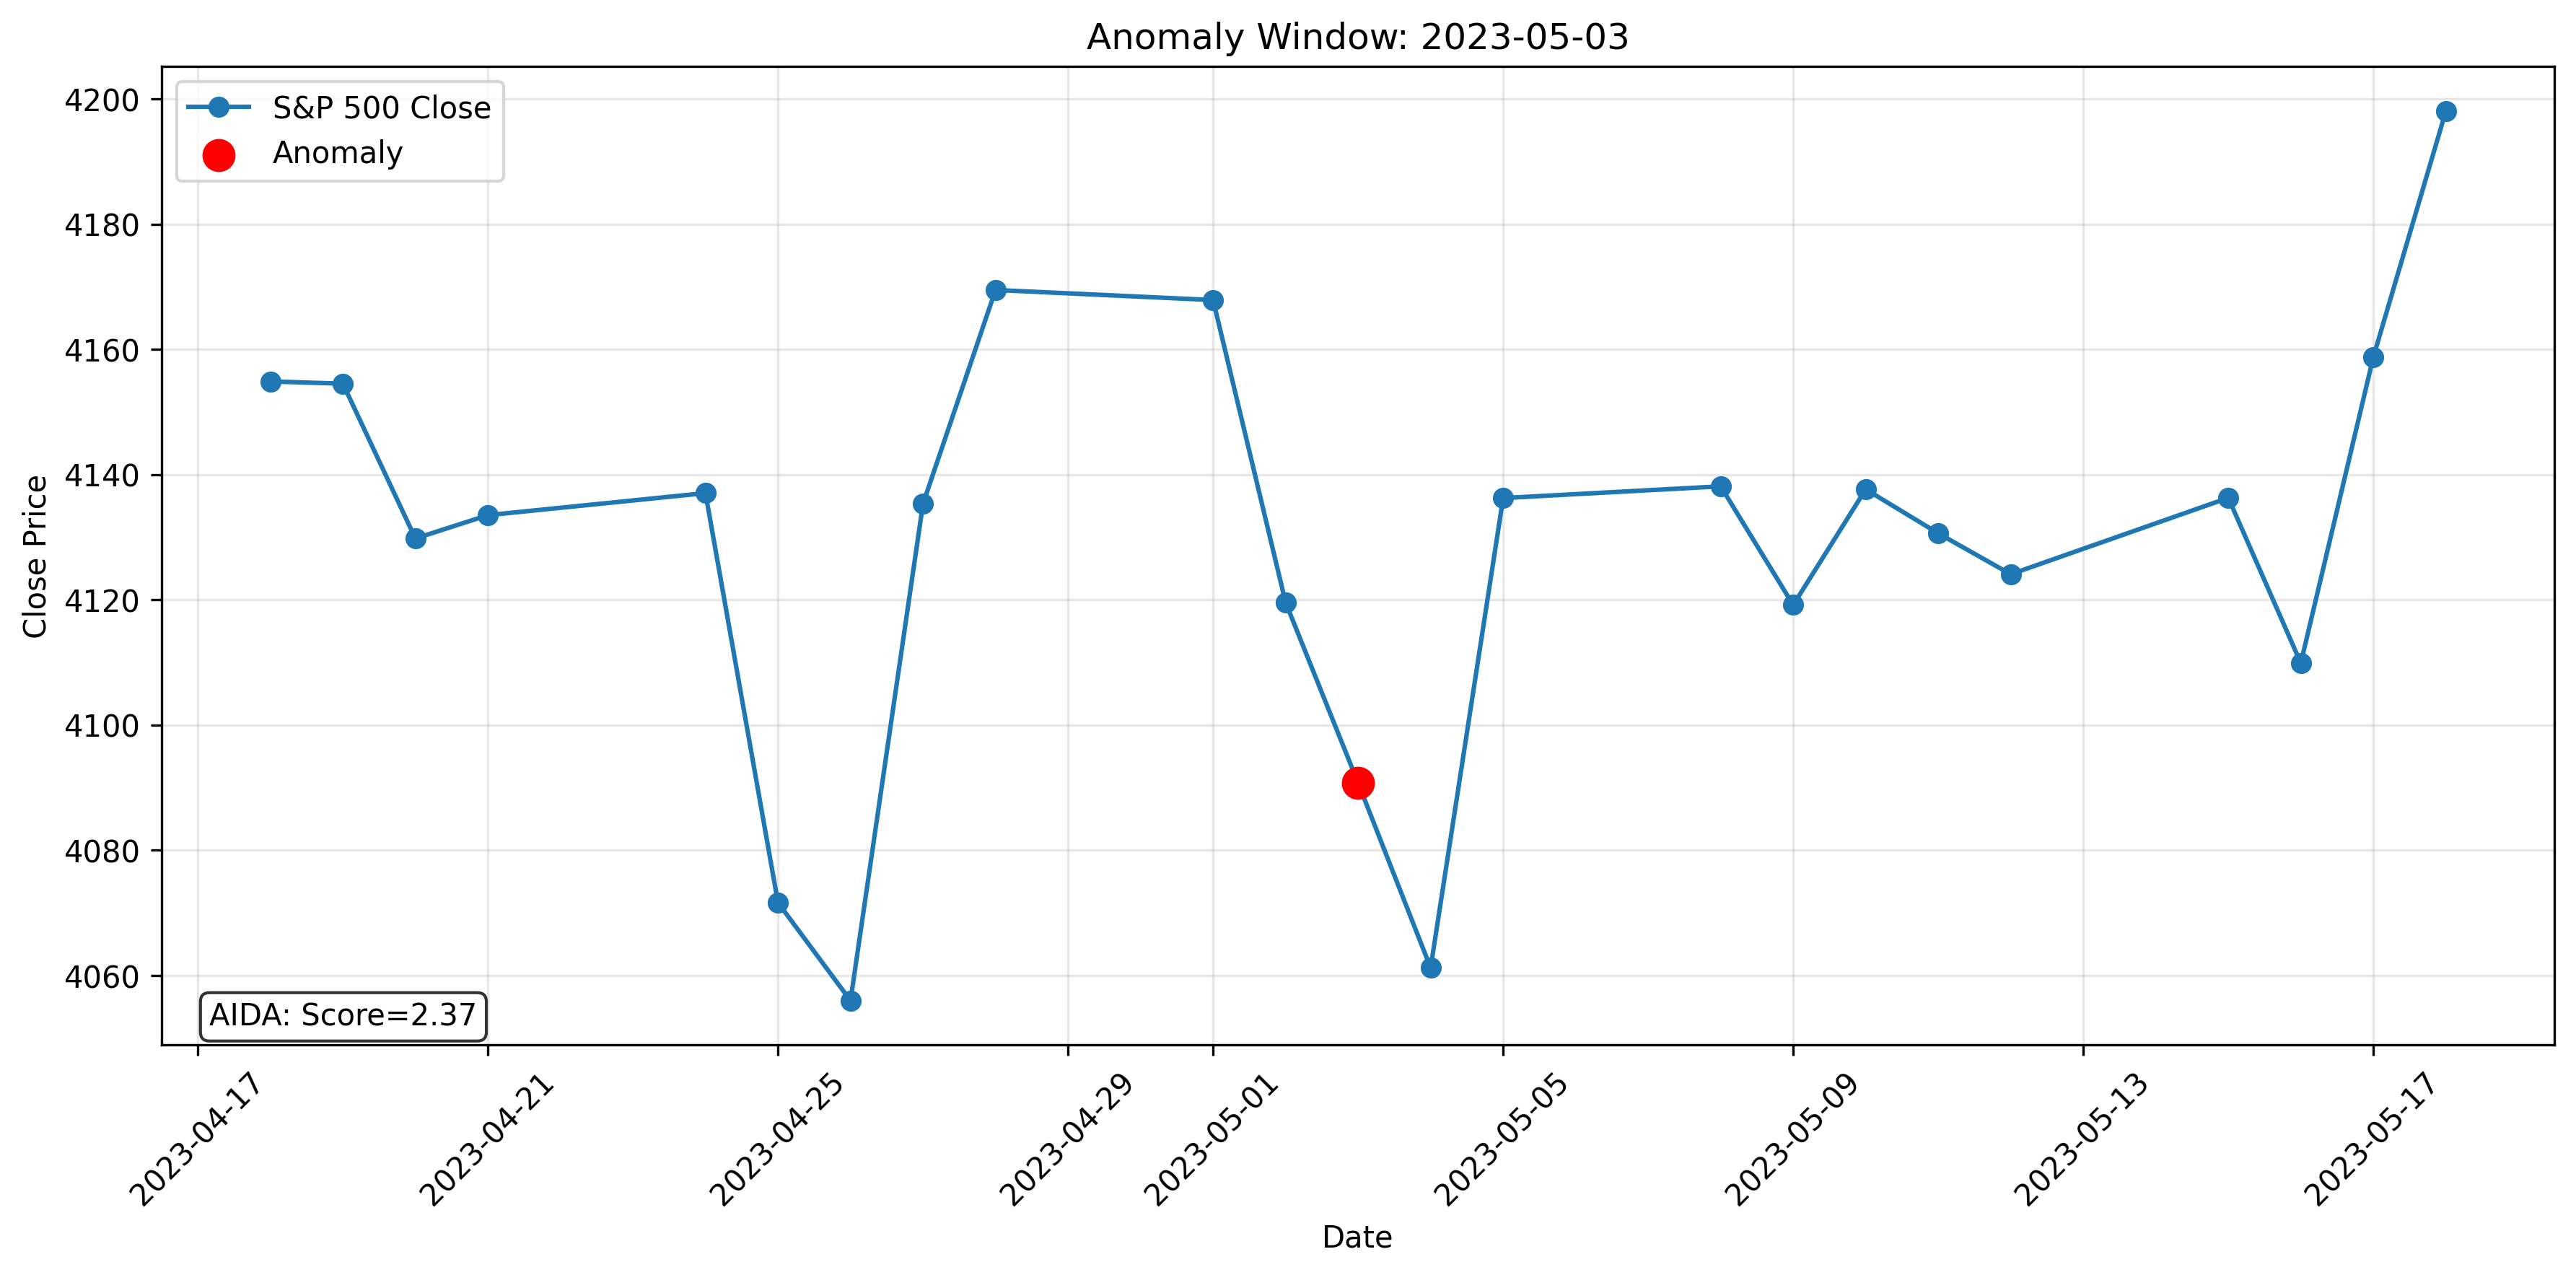 Anomaly Window: 2023-05-03
S&P 500 Close
Anomaly
4200
4180
4160
4140
4120
4100
4080
4060
Close Price
AIDA: Score=2.37
2023-04-17
2023-04-21
2023-04-25
2023-04-29
2023-05-01
2023-05-05
2023-05-09
2023-05-13
2023-05-17
Date